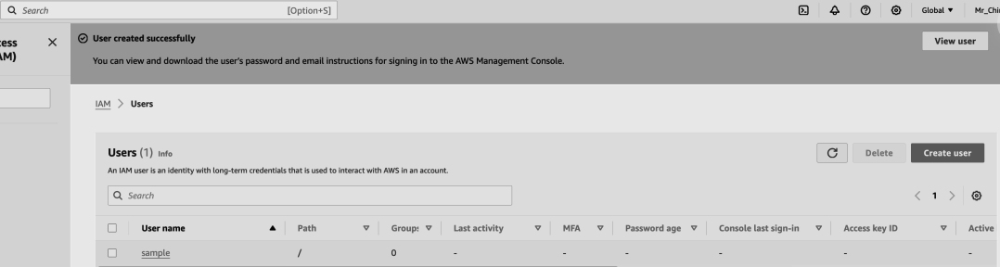 Search [Option+S] Global Mr_Chi
cess
AM)
User created successfully
View user
You can view and download the user's password and email instructions for signing in to the AWS Management Console.
IAM > Users
Users (1) Info
Delete Create user
An IAM user is an identity with long-term credentials that is used to interact with AWS in an account.
Search
1
User name Path Group: Last activity MFA Password age Console last sign-in Access key ID Active
sample / 0 - - - - - -